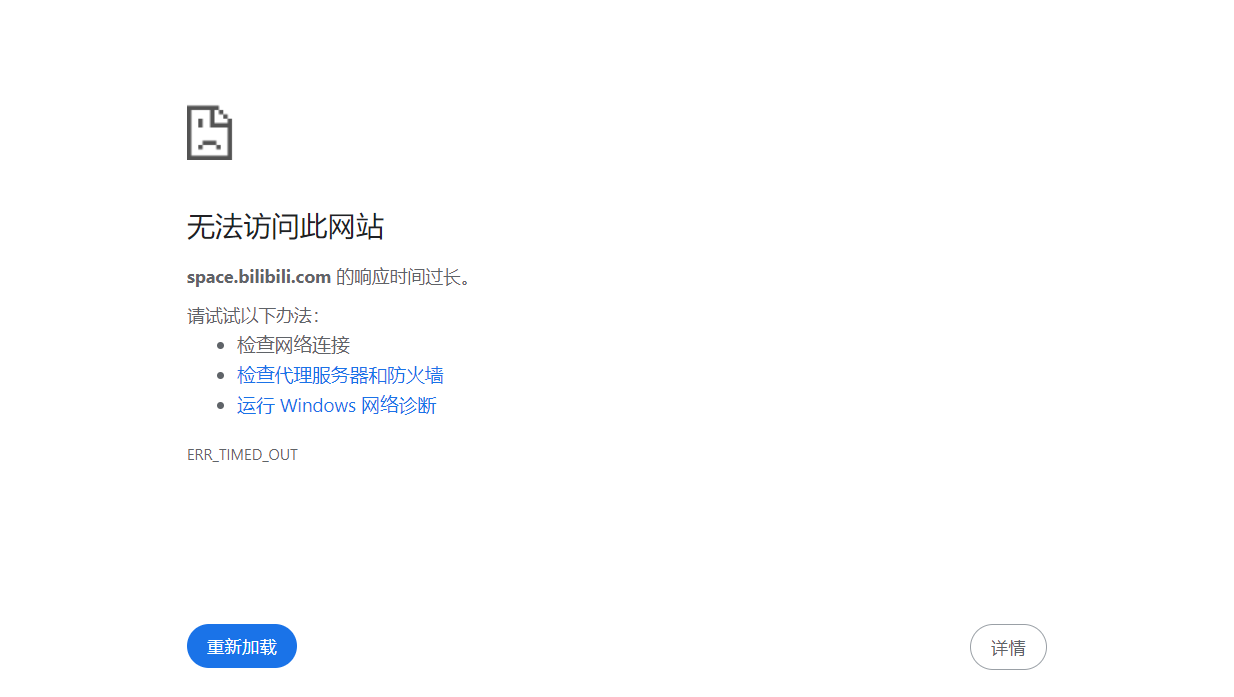 无法访问此网站
space.bilibili.com 的响应时间过长。
请试试以下办法：
检查网络连接
检查代理服务器和防火墙
运行 Windows 网络诊断
ERR_TIMED_OUT
重新加载
详情